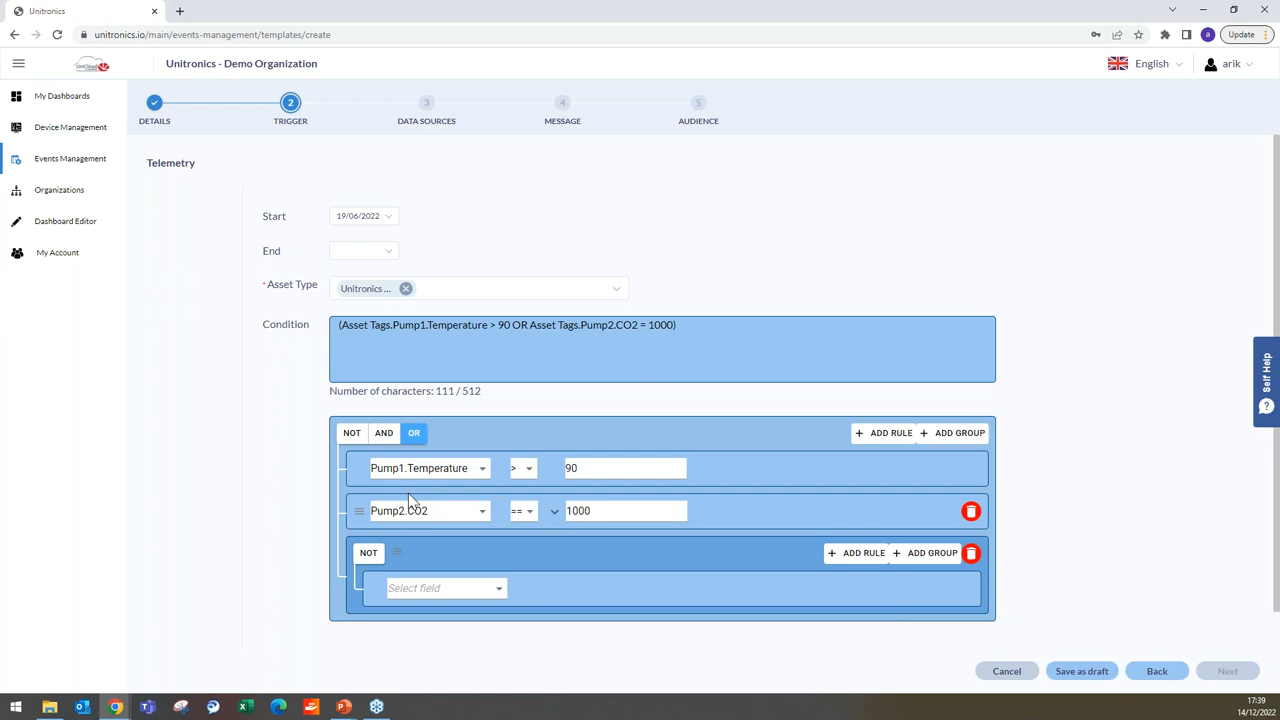 Unitronics
unitronics.io/main/events-management/templates/create
a
Update
Unitronics - Demo Organization
English
arik
My Dashboards
Device Management
Events Management
Organizations
Dashboard Editor
My Account
2 3 4 5
DETAILS TRIGGER DATA SOURCES MESSAGE AUDIENCE
Telemetry
Start 19/06/2022
End
* Asset Type Unitronics ...
Condition (Asset Tags.Pump1.Temperature > 90 OR Asset Tags.Pump2.CO2 = 1000)
Number of characters: 111 / 512
NOT AND OR + ADD RULE + ADD GROUP
Pump1.Temperature > 90
Pump2.CO2 == 1000
NOT + ADD RULE + ADD GROUP
Select field
Cancel Save as draft Back Next
Self Help
17:39
14/12/2022